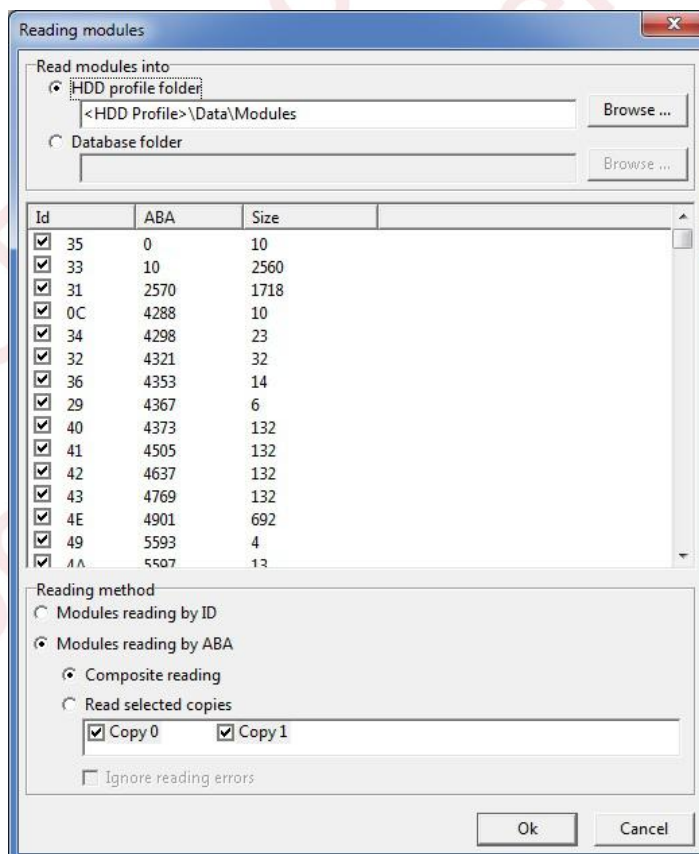 Reading modules
Read modules into
HDD profile folder
<HDD Profile>\Data\Modules
Browse ...
Database folder
Browse ...
Id ABA Size
35 0 10
33 10 2560
31 2570 1718
0C 4288 10
34 4298 23
32 4321 32
36 4353 14
29 4367 6
40 4373 132
41 4505 132
42 4637 132
43 4769 132
4E 4901 692
49 5593 4
4A 5597 13
Reading method
Modules reading by ID
Modules reading by ABA
Composite reading
Read selected copies
Copy 0 Copy 1
Ignore reading errors
Ok Cancel